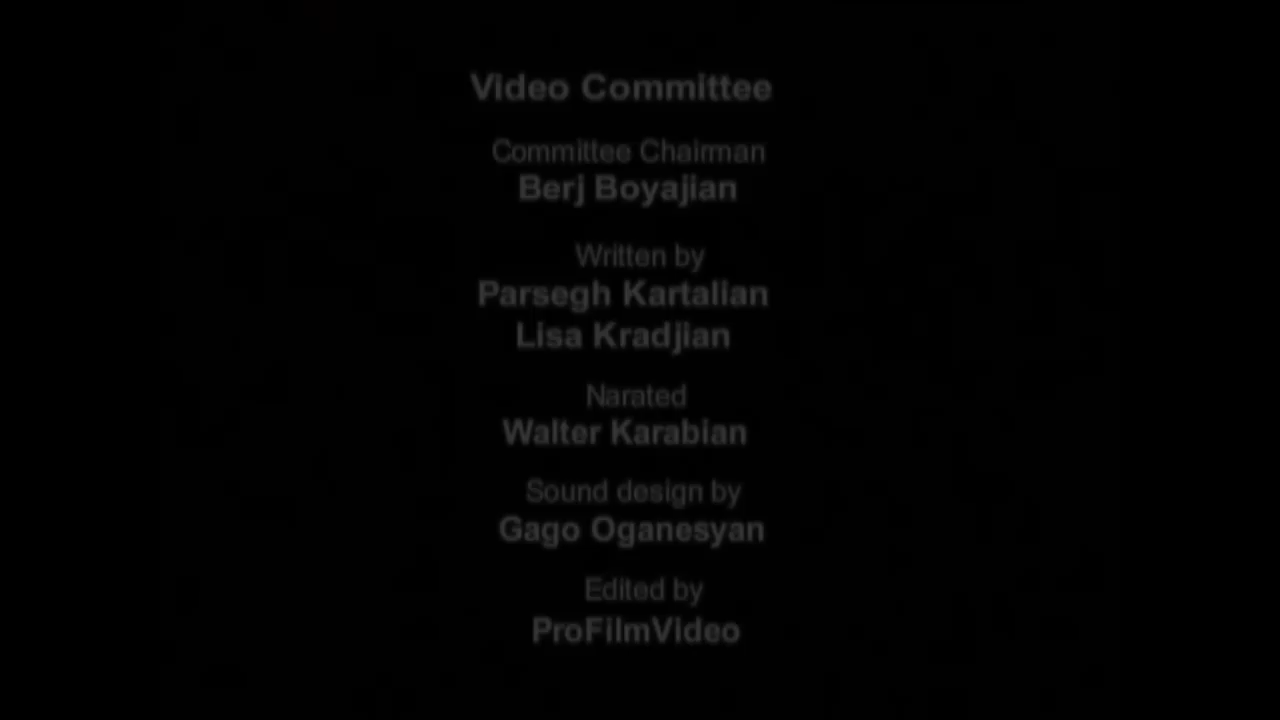 Video Committee
Committee Chairman
Berj Boyajian
Written by
Parsegh Kartalian
Lisa Kradjian
Narated
Walter Karabian
Sound design by
Gago Oganesyan
Edited by
ProFilmVideo